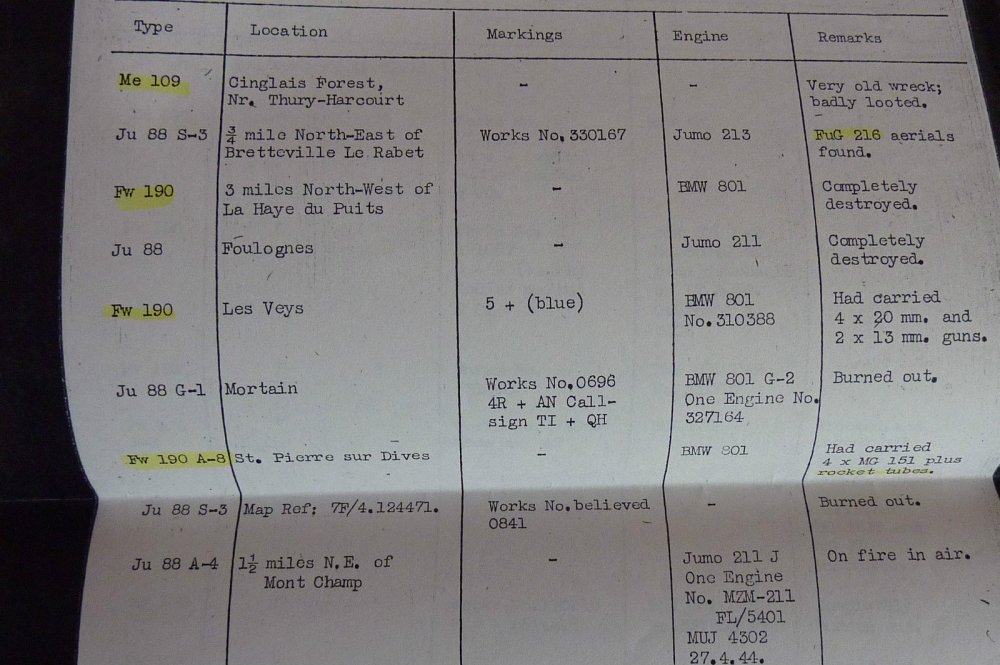 Type Location Markings Engine Remarks
Me 109 Cinglais Forest, - - Very old wreck;
Nr. Thury-Harcourt badly looted.
Ju 88 S-3 3/4 mile North-East of Works No.330167 Jumo 213 FuG 216 aerials
Bretteville Le Rabet found.
Fw 190 3 miles North-West of - BMW 801 Completely
La Haye du Puits destroyed.
Ju 88 Foulognes - Jumo 211 Completely
destroyed.
Fw 190 Les Veys 5 + (blue) BMW 801 Had carried
No.310388 4 x 20 mm. and
2 x 13 mm. guns.
Ju 88 G-1 Mortain Works No.0696 BMW 801 G-2 Burned out.
4R + AN Call- One Engine No.
sign TI + QH 327164
Fw 190 A-8 St. Pierre sur Dives - BMW 801 Had carried
4 x MG 151 plus
rocket tubes.
Ju 88 S-3 Map Ref: 7F/4.124471. Works No.believed - Burned out.
0841
Ju 88 A-4 1½ miles N.E. of - Jumo 211 J On fire in air.
Mont Champ One Engine
No. MZM-211
FL/5401
MUJ 4302
27.4.44.